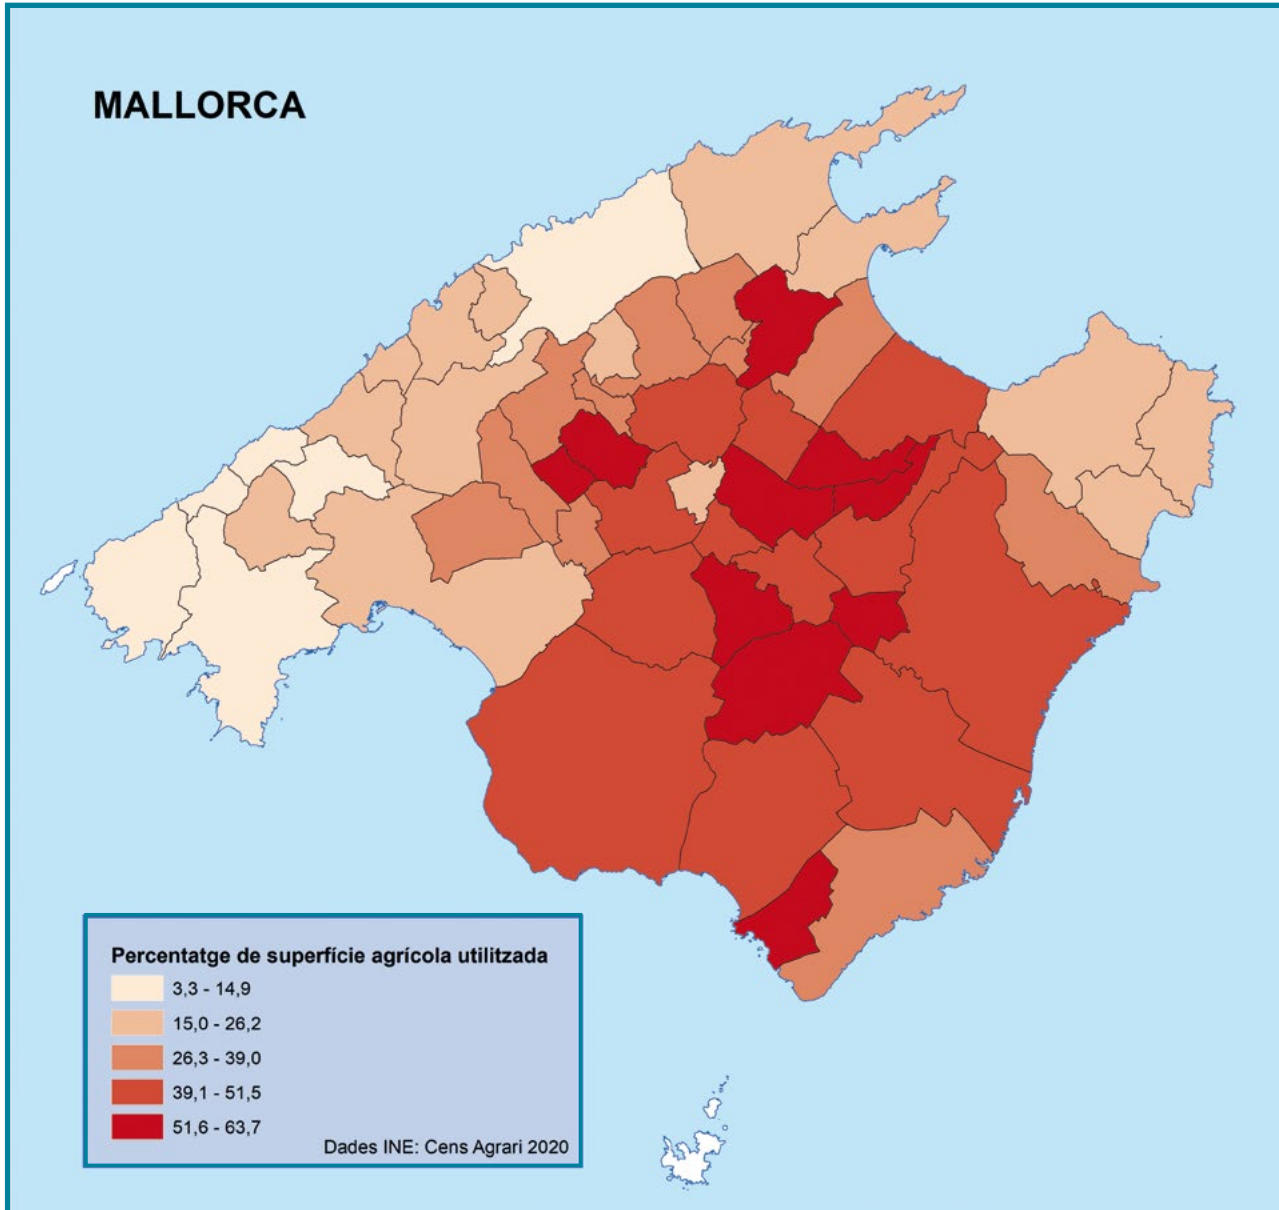 MALLORCA
Percentatge de superfície agrícola utilitzada
3,3 - 14,9
15,0 - 26,2
26,3 - 39,0
39,1 - 51,5
51,6 - 63,7
Dades INE: Cens Agrari 2020